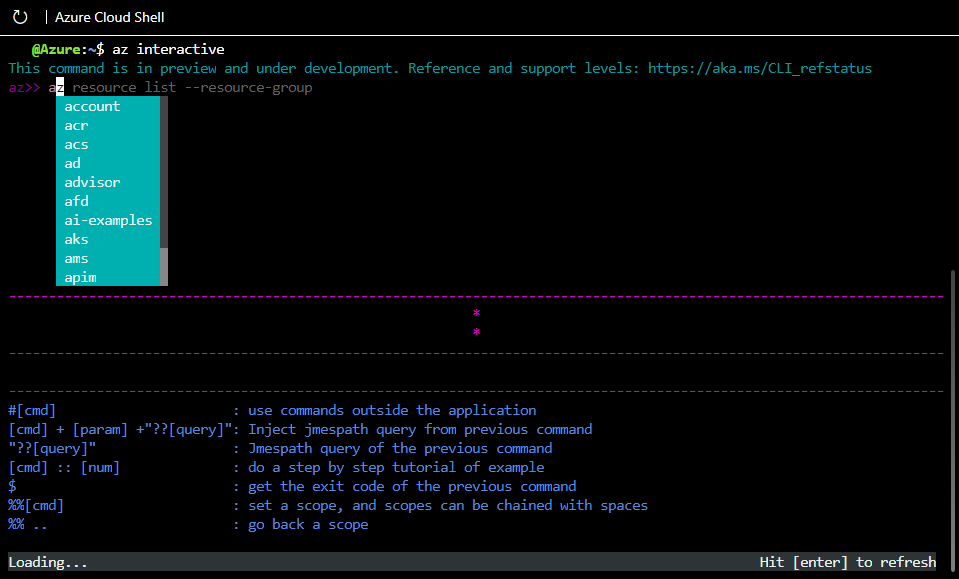 | Azure Cloud Shell
@Azure:~$ az interactive
This command is in preview and under development. Reference and support levels: https://aka.ms/CLI_refstatus
az>> az resource list --resource-group
account
acr
acs
ad
advisor
afd
ai-examples
aks
ams
apim
*
*
#[cmd] : use commands outside the application
[cmd] + [param] +"??[query]": Inject jmespath query from previous command
"??[query]" : Jmespath query of the previous command
[cmd] :: [num] : do a step by step tutorial of example
$ : get the exit code of the previous command
%%[cmd] : set a scope, and scopes can be chained with spaces
%% .. : go back a scope
Loading... Hit [enter] to refresh